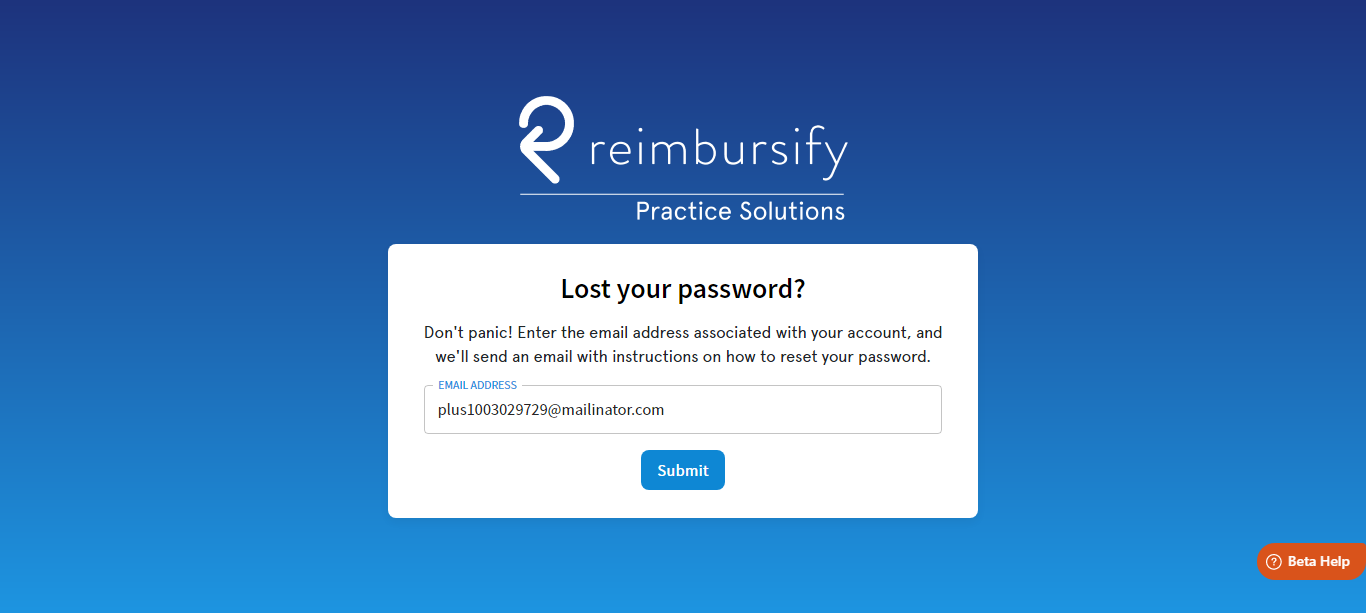 reimbursify
Practice Solutions
Lost your password?
Don't panic! Enter the email address associated with your account, and
we'll send an email with instructions on how to reset your password.
EMAIL ADDRESS
plus1003029729@mailinator.com
Submit
Beta Help